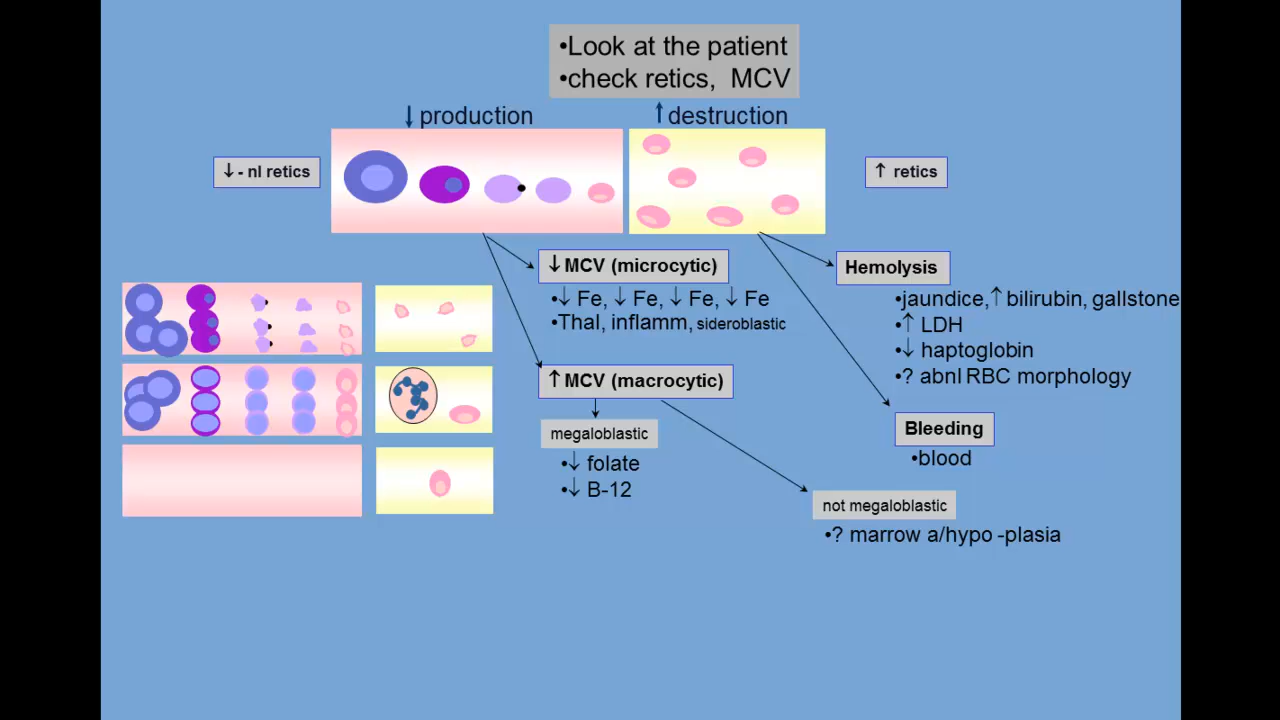 •Look at the patient
•check retics, MCV
↓ production
↑ destruction
↓- nl retics
↑ retics
↓MCV (microcytic)
•↓ Fe, ↓ Fe, ↓ Fe, ↓ Fe
•Thal, inflamm, sideroblastic
↑MCV (macrocytic)
megaloblastic
•↓ folate
•↓ B-12
not megaloblastic
•? marrow a/hypo -plasia
Hemolysis
•jaundice,↑ bilirubin, gallstone
•↑ LDH
•↓ haptoglobin
•? abnl RBC morphology
Bleeding
•blood